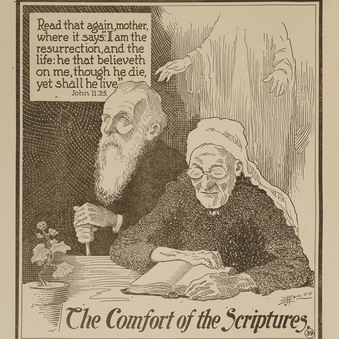 Read that again, mother,
where it says: "I am the
resurrection, and the
life: he that believeth
on me, though he die,
yet shall he live"
John 11:25
The Comfort of the Scriptures.
39